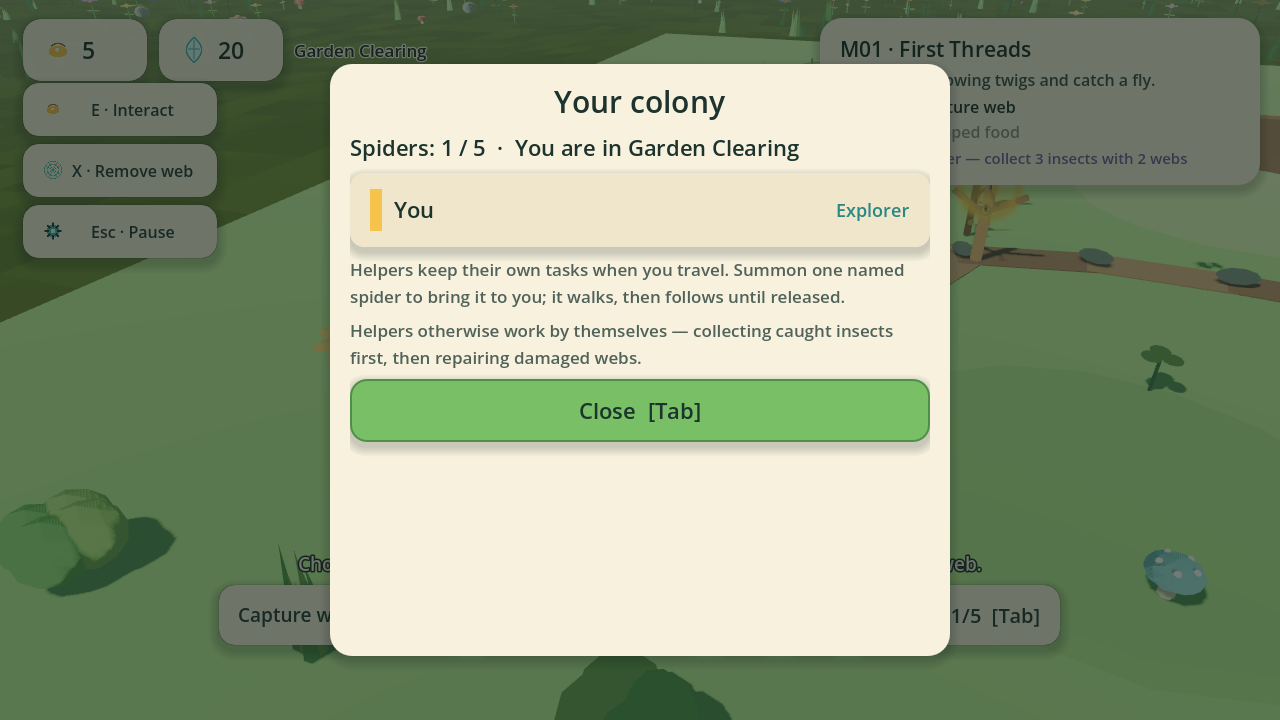 5
20
Garden Clearing
E · Interact
X · Remove web
Esc · Pause
M01 · First Threads
owing twigs and catch a fly.
ture web
ped food
er — collect 3 insects with 2 webs
Your colony
Spiders: 1 / 5 · You are in Garden Clearing
You
Explorer
Helpers keep their own tasks when you travel. Summon one named
spider to bring it to you; it walks, then follows until released.
Helpers otherwise work by themselves — collecting caught insects
first, then repairing damaged webs.
Close [Tab]
Cho
web.
Capture w
1/5 [Tab]